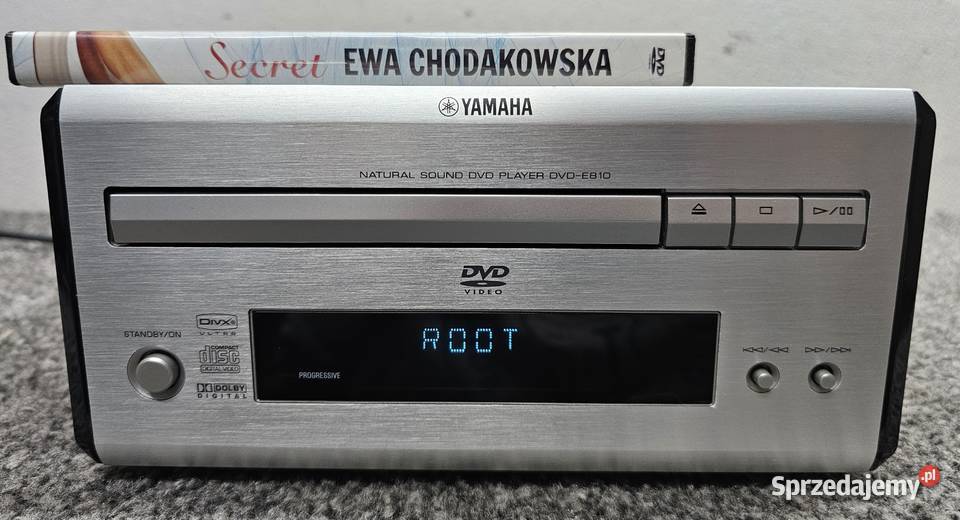 Secret EWA CHODAKOWSKA DVD
YAMAHA
NATURAL SOUND DVD PLAYER DVD-E810
DVD
VIDEO
STANDBY/ON
DivX
ULTRA
COMPACT
disc
DIGITAL VIDEO
DOLBY
DIGITAL
ROOT
PROGRESSIVE
Sprzedajemy.pl